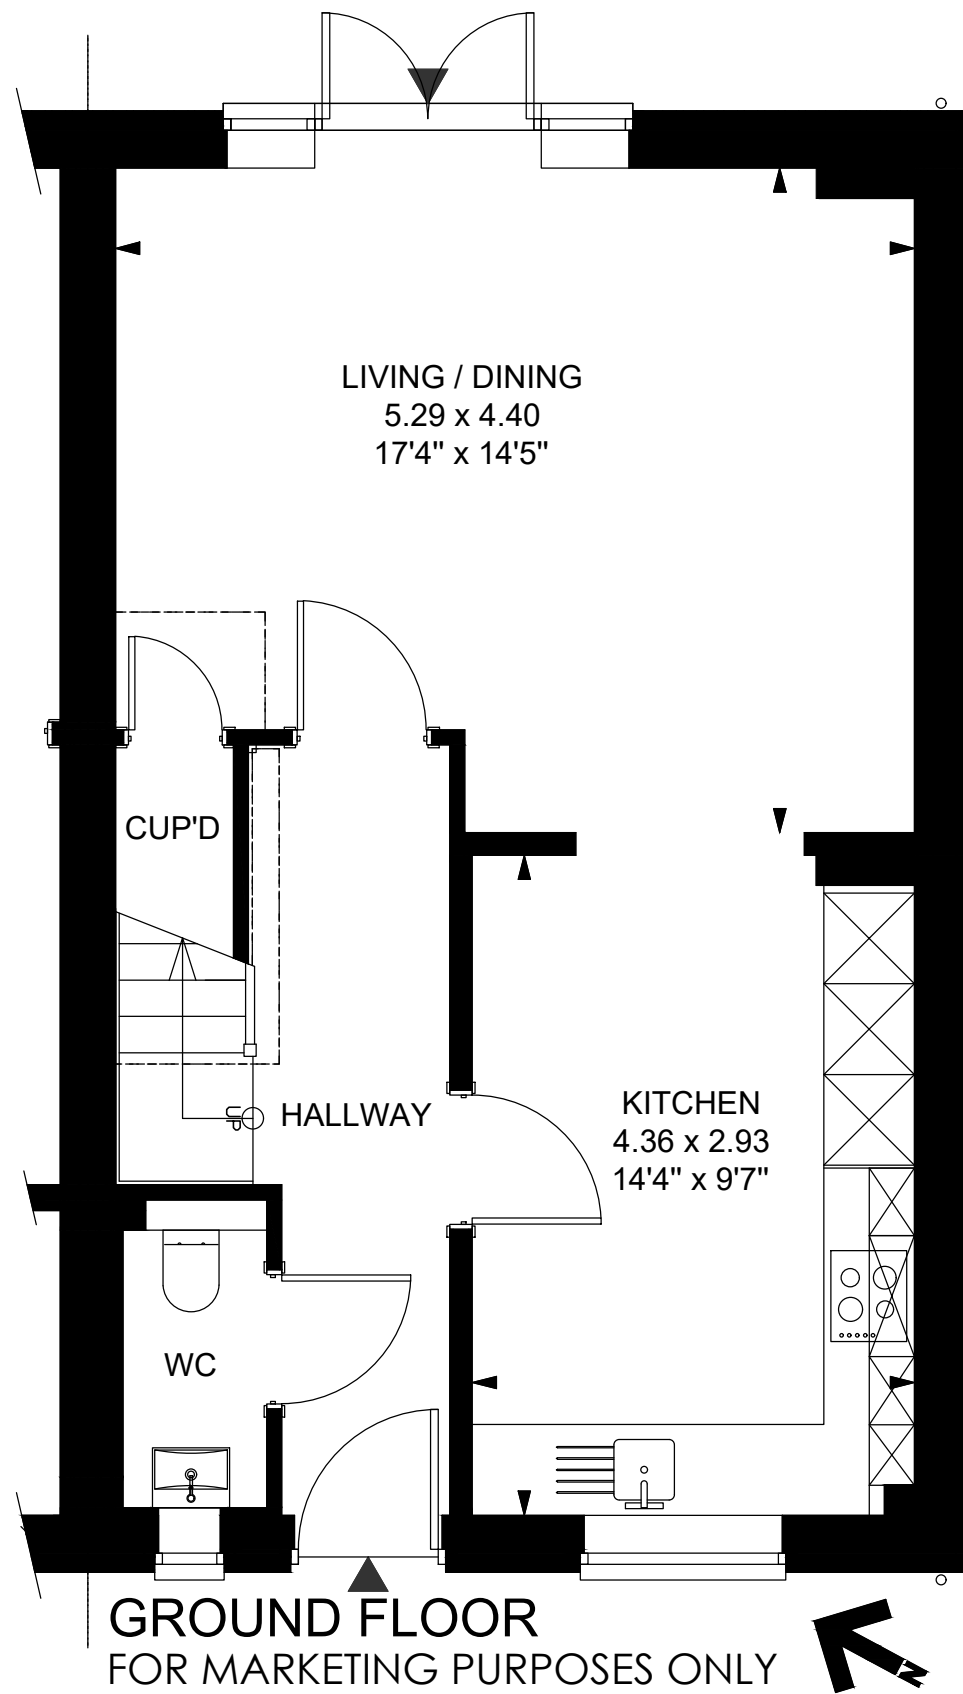 LIVING / DINING
5.29 x 4.40
17'4" x 14'5"
CUP'D
up
HALLWAY
KITCHEN
4.36 x 2.93
14'4" x 9'7"
WC
GROUND FLOOR
FOR MARKETING PURPOSES ONLY
N